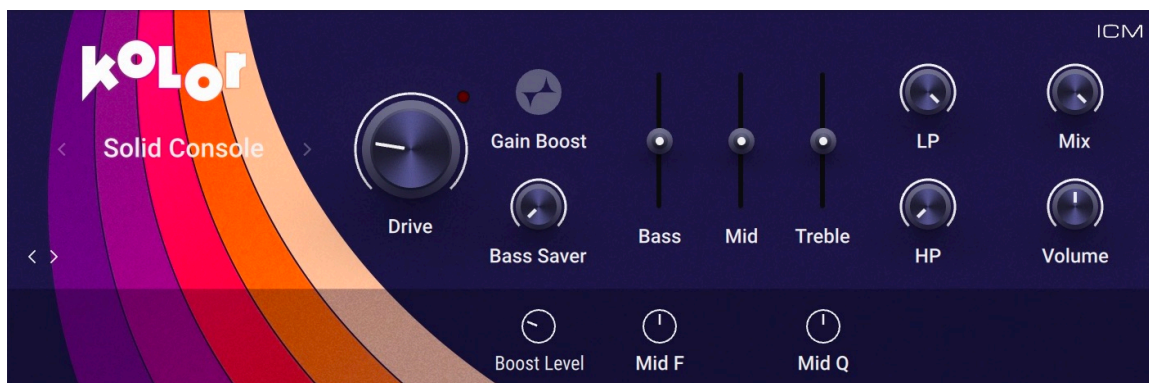 ICM
KOLOR
Solid Console
Drive
Gain Boost
Bass Saver
Bass
Mid
Treble
LP
Mix
HP
Volume
Boost Level
Mid F
Mid Q